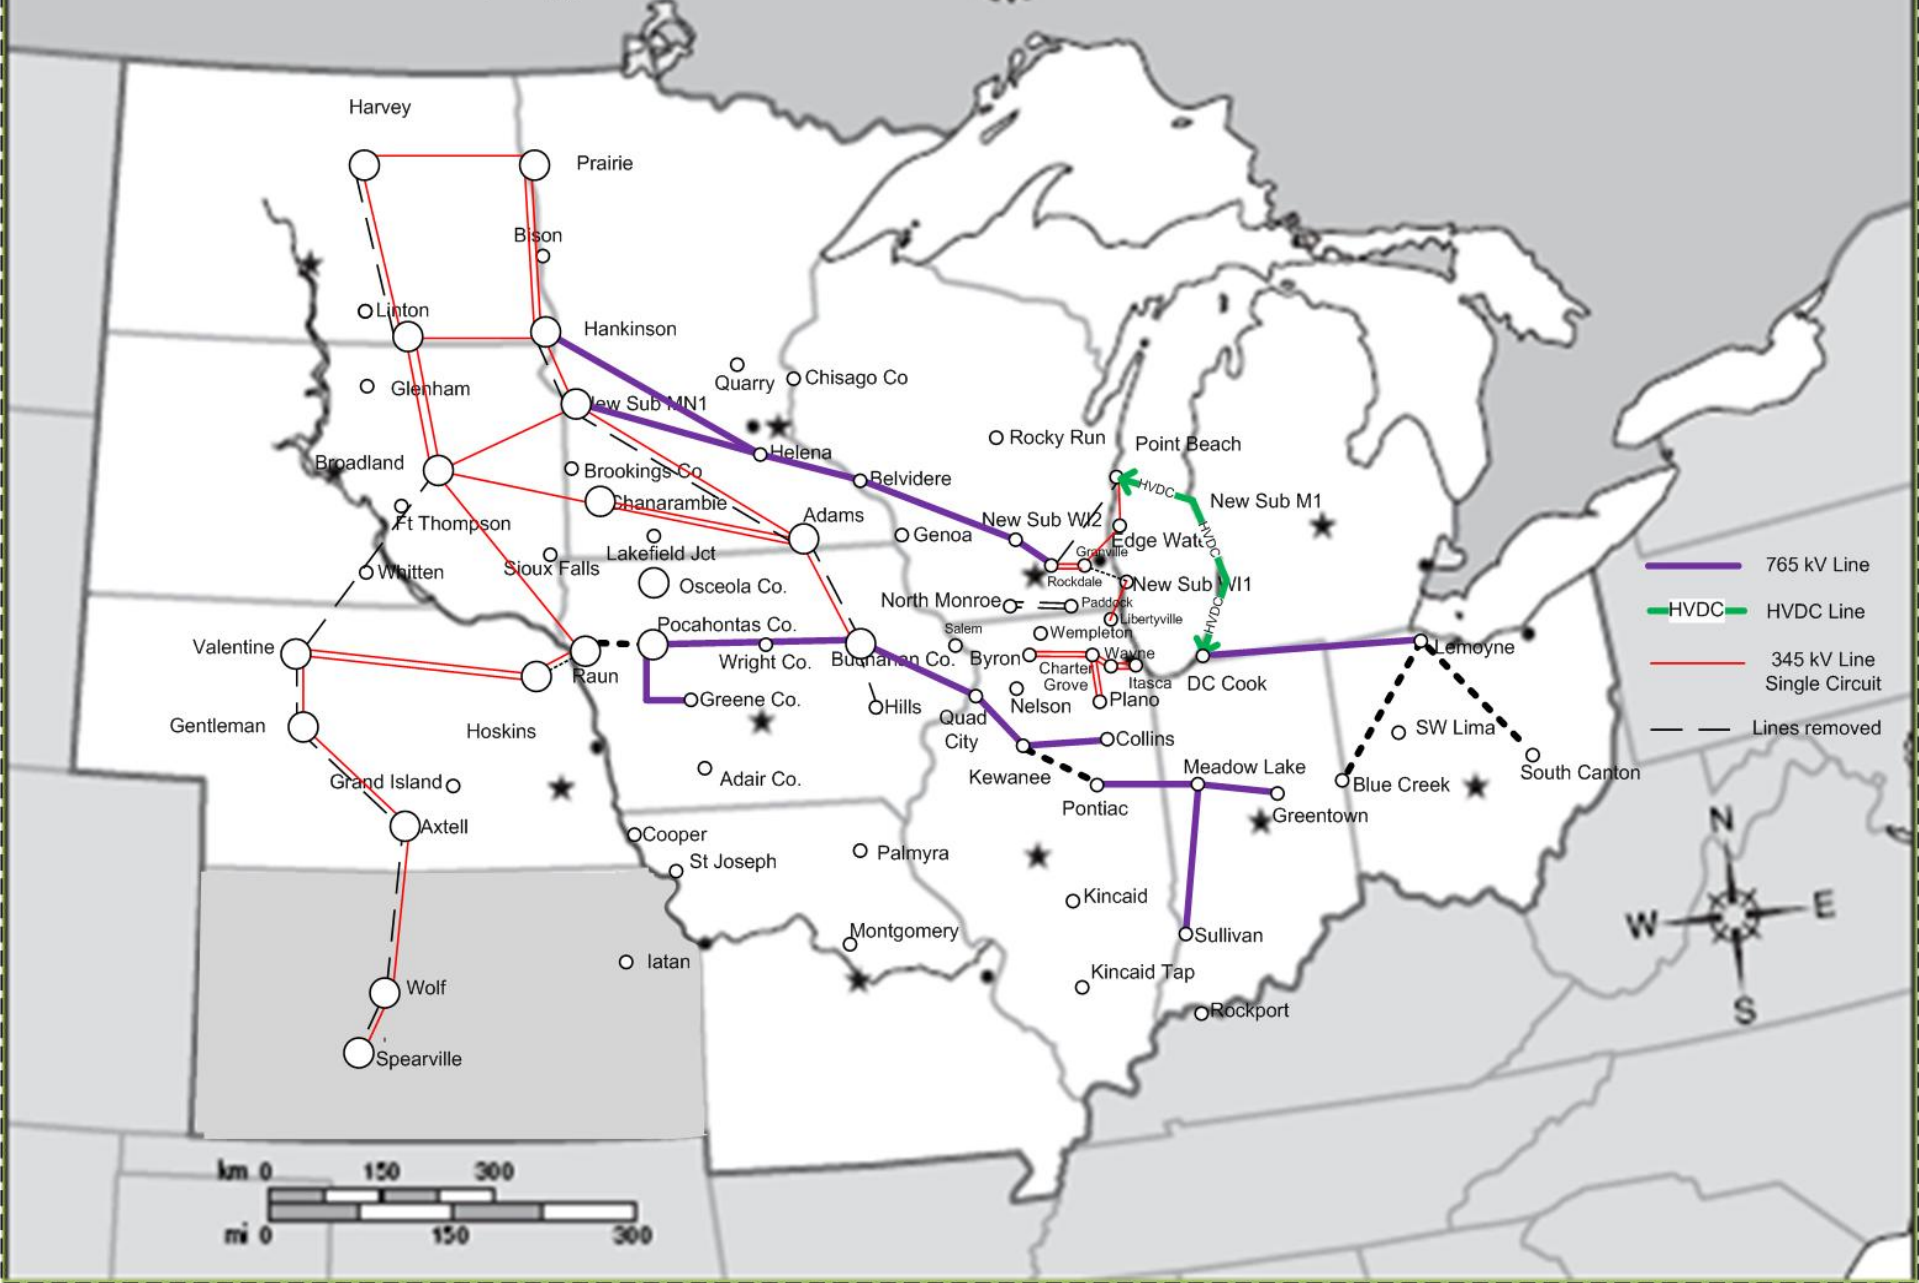 Harvey
Prairie
Bison
Linton
Hankinson
Glenham
Quarry
Chisago Co
New Sub MN1
Rocky Run
Point Beach
Broadland
Helena
Brookings Co
Belvidere
HVDC
New Sub M1
Chanarambie
Ft Thompson
Adams
New Sub WI2
HVDC
Genoa
Edge Water
Lakefield Jct
Granville
765 kV Line
Sioux Falls
Whitten
Osceola Co.
Rockdale
New Sub WI1
North Monroe
Paddock
HVDC
HVDC
HVDC Line
Libertyville
Pocahontas Co.
Salem
Wempleton
Valentine
Wright Co.
Buchanan Co.
Byron
Wayne
Lemoyne
345 kV Line
Single Circuit
Charter
Grove
Itasca
DC Cook
Raun
Greene Co.
Hills
Nelson
Plano
Gentleman
Hoskins
Quad
City
Collins
SW Lima
Lines removed
Grand Island
Adair Co.
Kewanee
Meadow Lake
South Canton
Pontiac
Blue Creek
Greentown
Axtell
Cooper
N
St Joseph
Palmyra
Kincaid
W
E
Montgomery
Sullivan
Iatan
Wolf
Kincaid Tap
S
Rockport
Spearville
km 0 150 300
mi 0 150 300